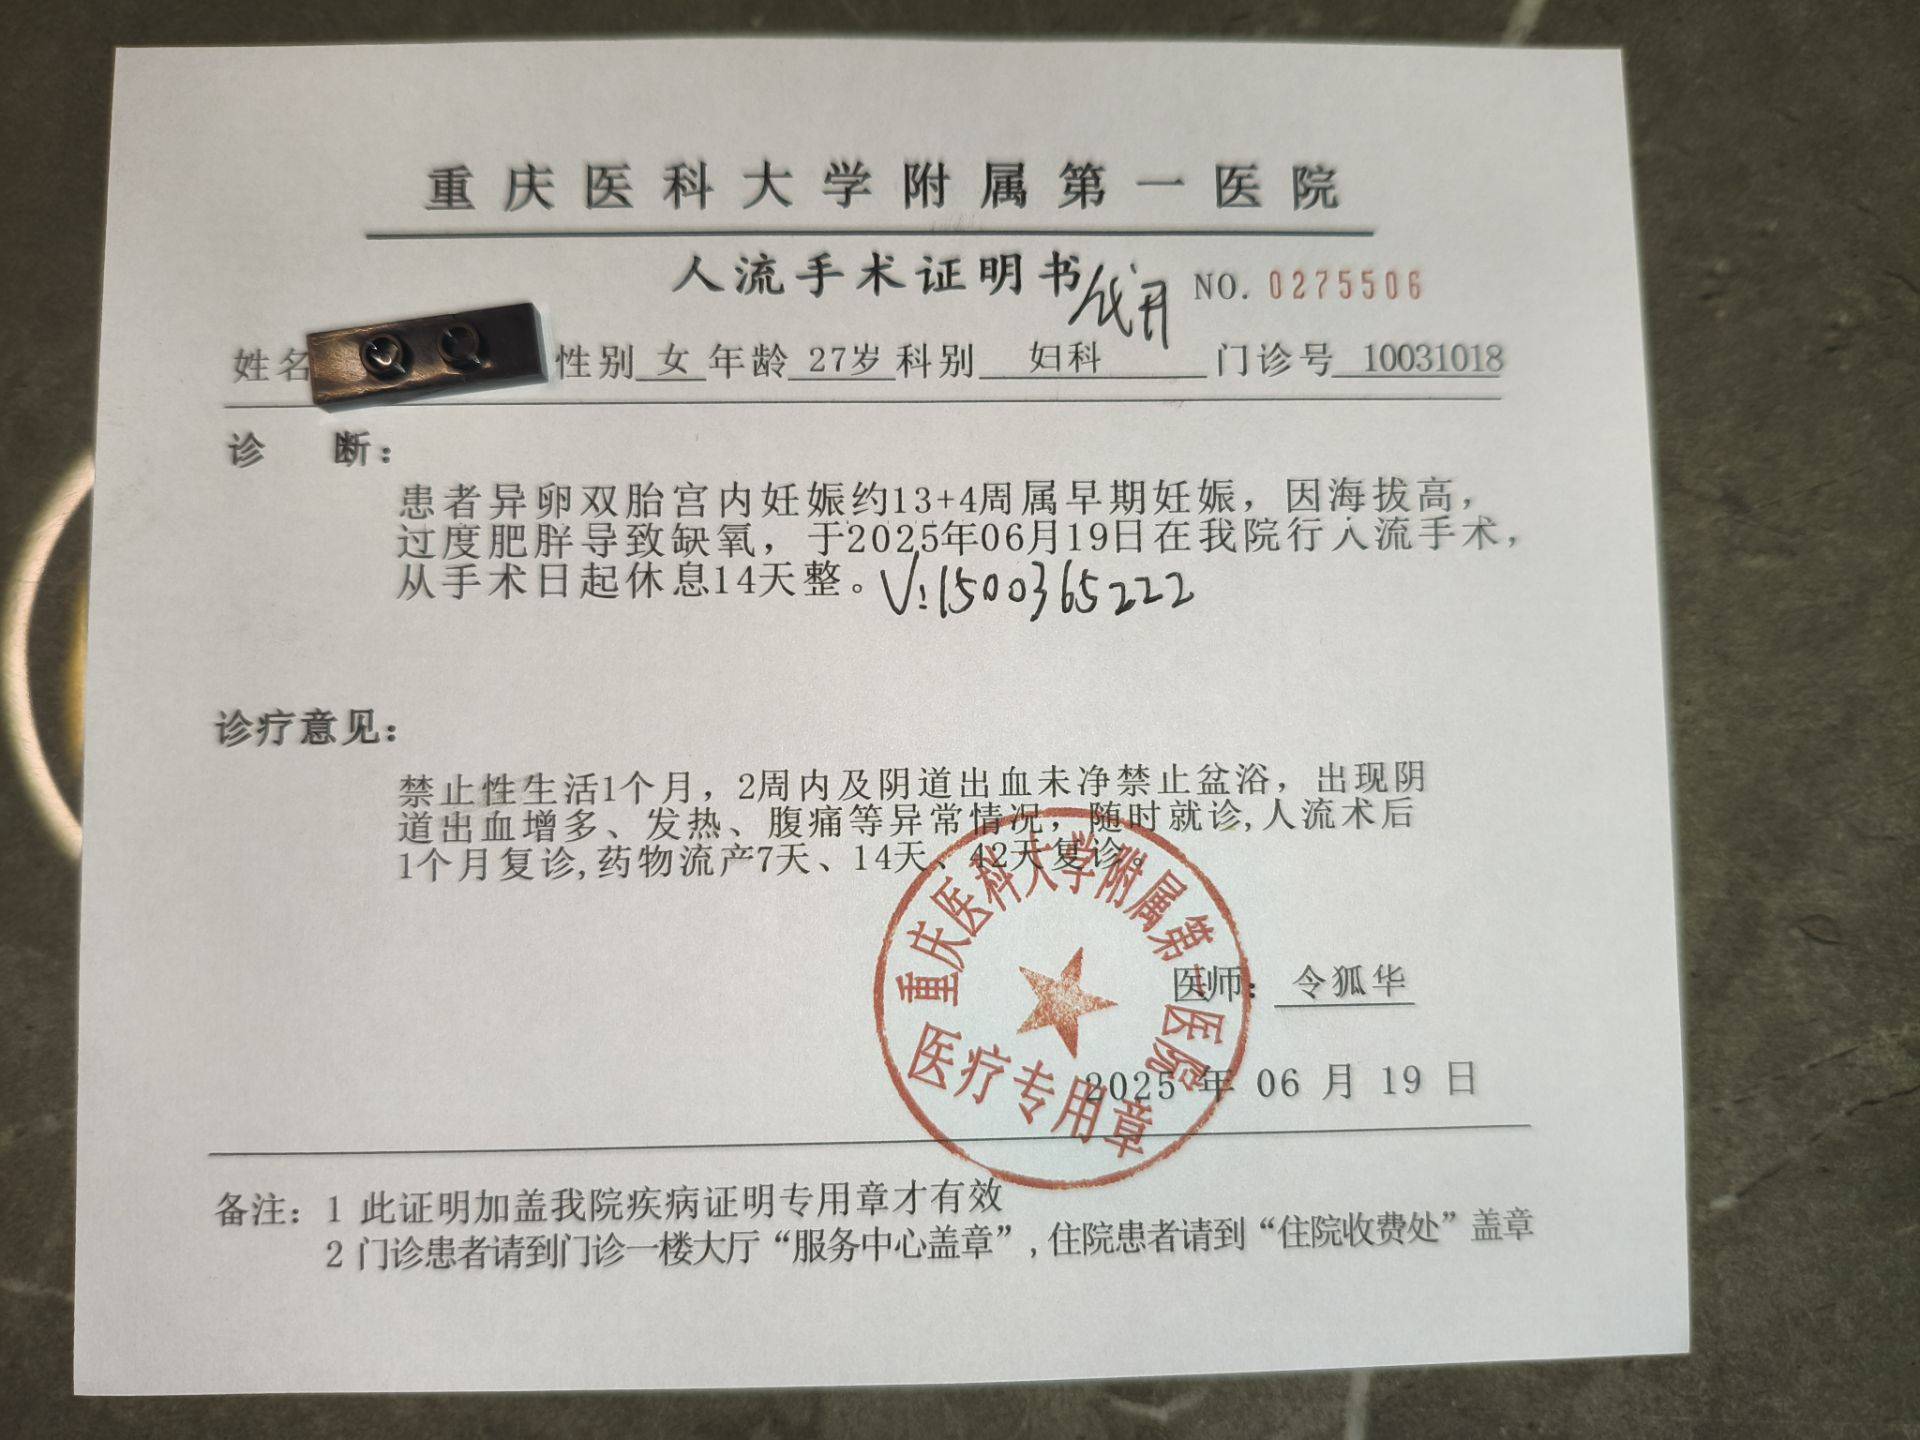 重庆医科大学附属第一医院
人流手术证明书 代开 NO. 0275506
姓名 性别 女 年龄 27岁 科别 妇科 门诊号 10031018
诊 断：
患者异卵双胎宫内妊娠约13+4周属早期妊娠，因海拔高，
过度肥胖导致缺氧，于2025年06月19日在我院行人流手术，
从手术日起休息14天整。V:1500365222
诊疗意见：
禁止性生活1个月，2周内及阴道出血未净禁止盆浴，出现阴
道出血增多、发热、腹痛等异常情况，随时就诊,人流术后
1个月复诊,药物流产7天、14天、42天复诊。
重庆医科大学附属第一医院
医疗专用章
医师： 令狐华
2025 年 06 月 19 日
备注：1 此证明加盖我院疾病证明专用章才有效
2 门诊患者请到门诊一楼大厅“服务中心盖章”,住院患者请到“住院收费处”盖章